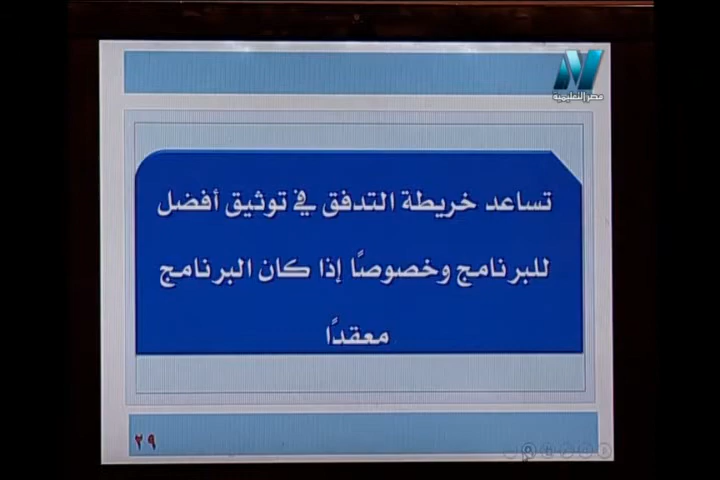 مصر التعليمية
تساعد خريطة التدفق في توثيق أفضل
للبرنامج وخصوصًا إذا كان البرنامج
معقدًا
٢٩